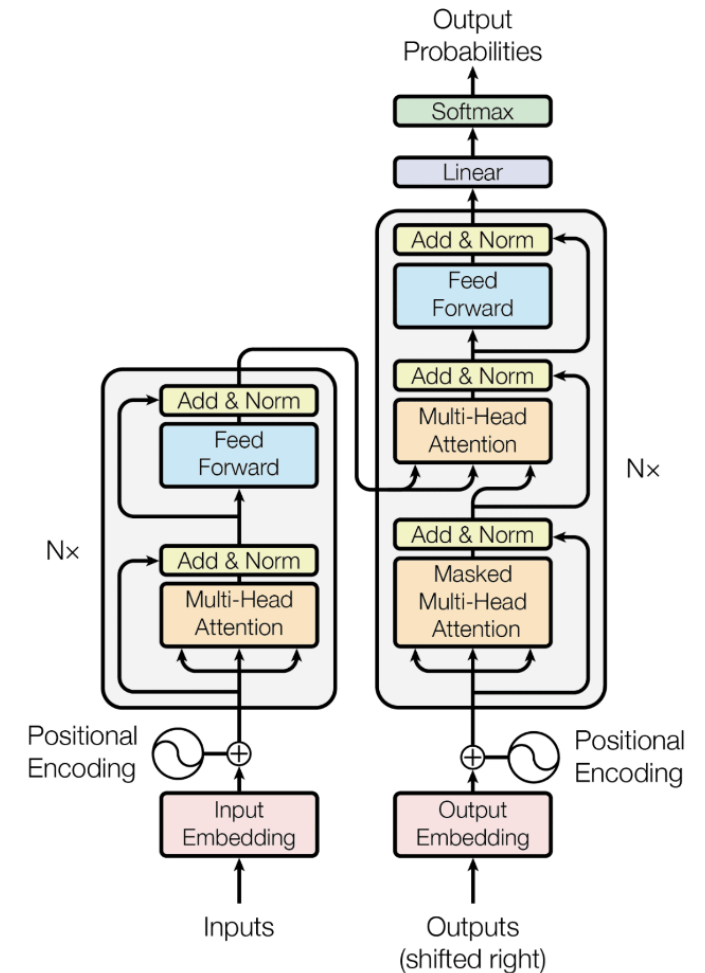 Output
Probabilities
Softmax
Linear
Add & Norm
Feed
Forward
Add & Norm
Multi-Head
Attention
Add & Norm
Masked
Multi-Head
Attention
Nx
Add & Norm
Feed
Forward
Add & Norm
Multi-Head
Attention
Nx
Positional
Encoding
Positional
Encoding
Input
Embedding
Output
Embedding
Inputs
Outputs
(shifted right)